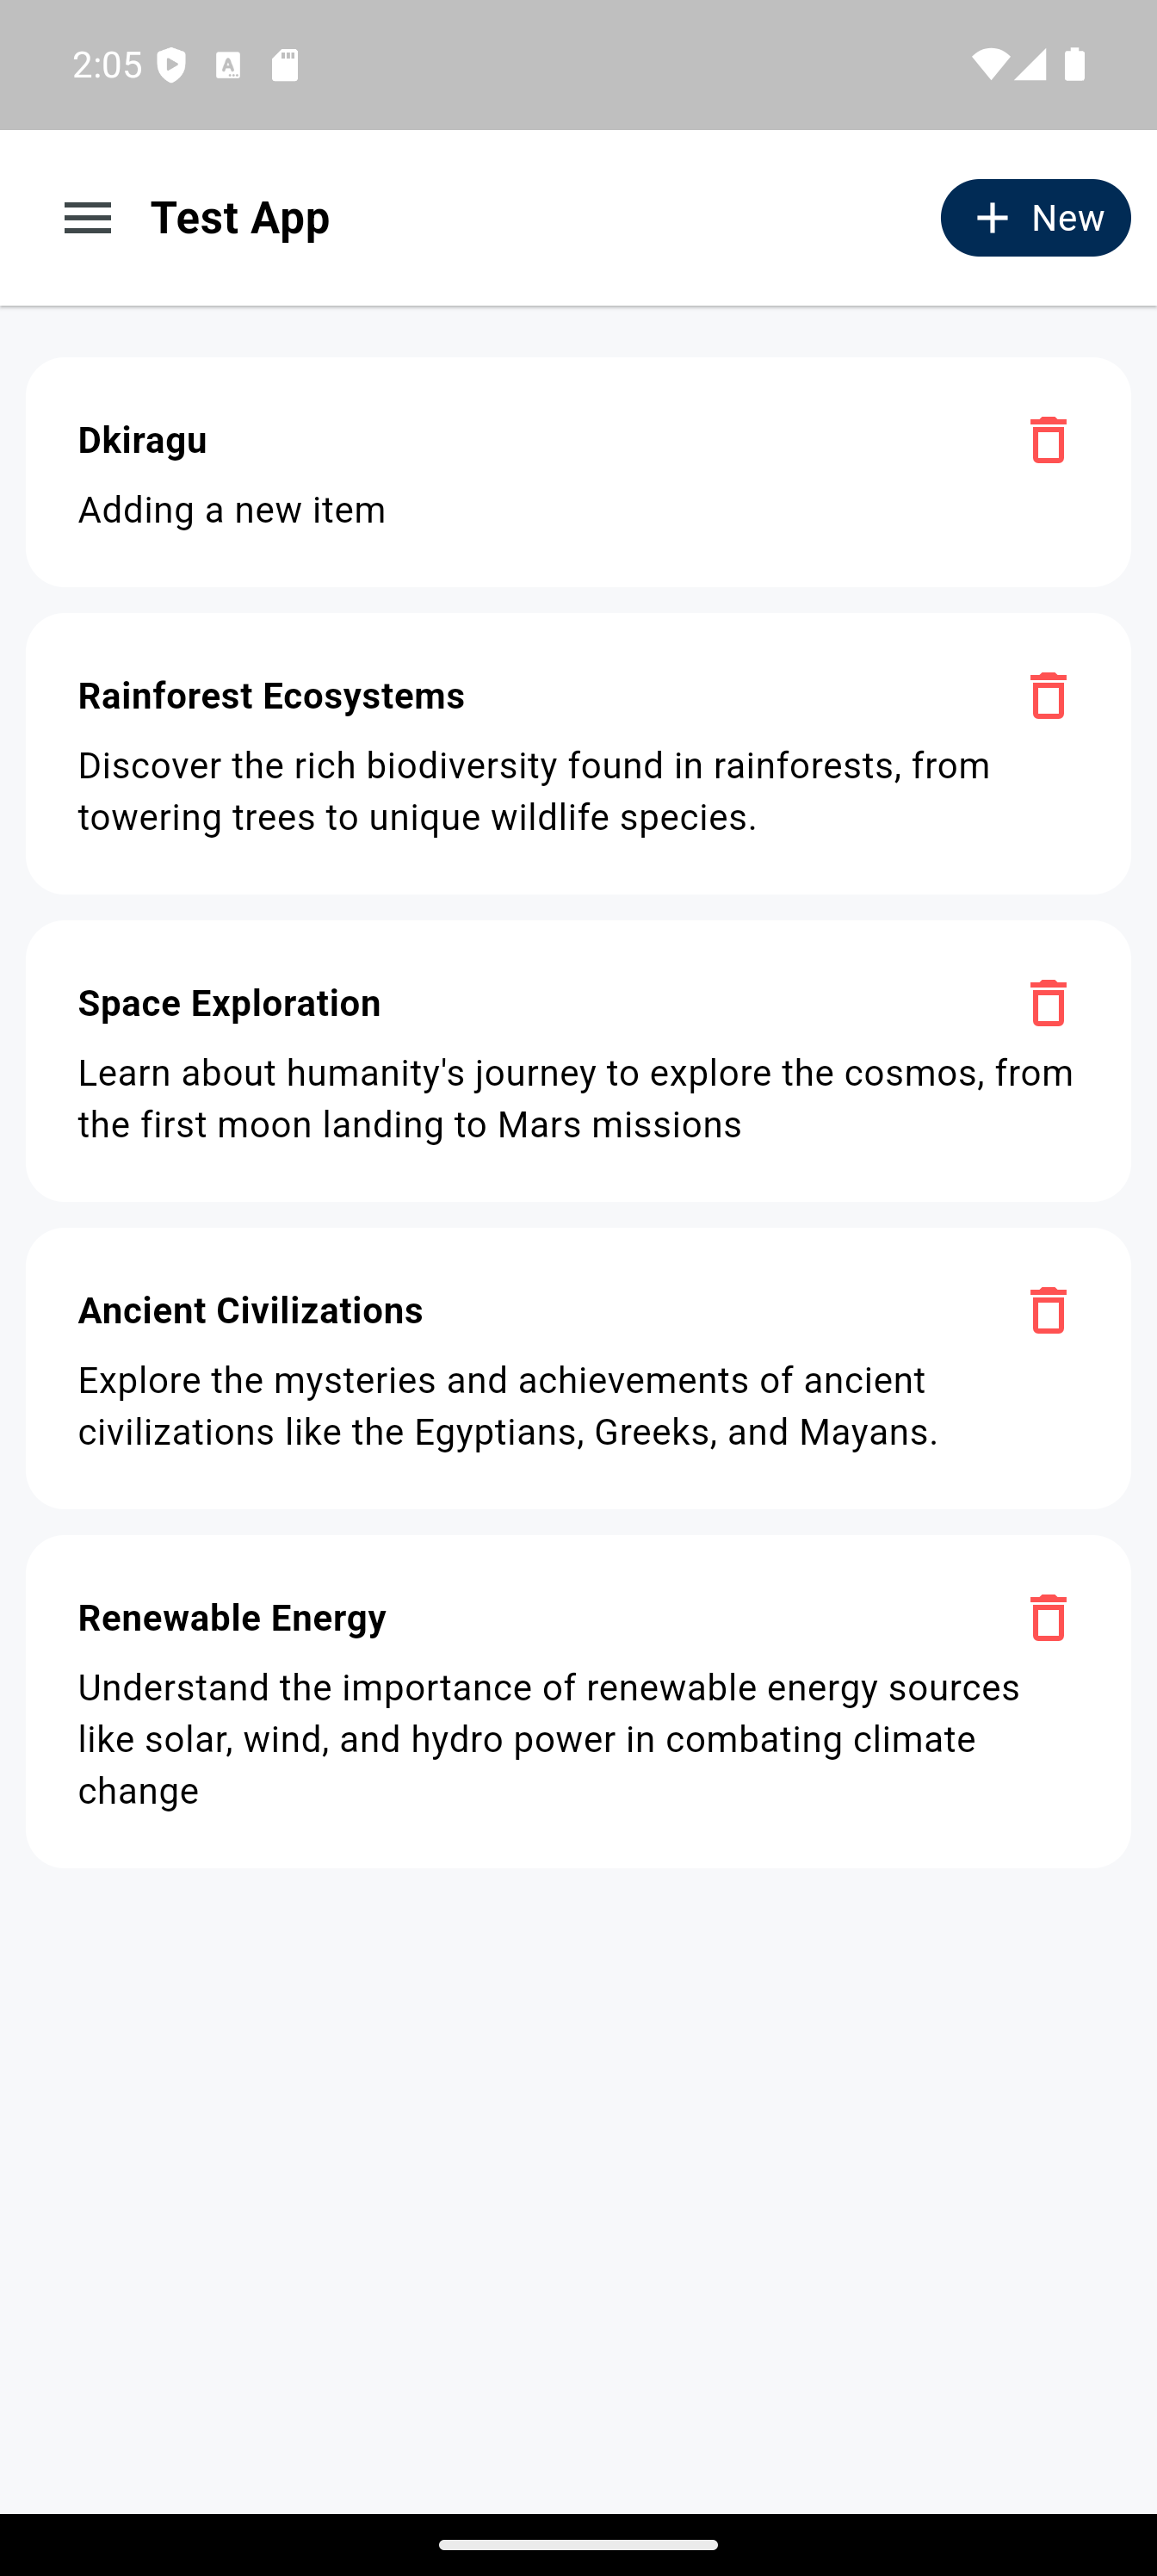 2:05
Test App
New
Dkiragu
Adding a new item
Rainforest Ecosystems
Discover the rich biodiversity found in rainforests, from
towering trees to unique wildlife species.
Space Exploration
Learn about humanity's journey to explore the cosmos, from
the first moon landing to Mars missions
Ancient Civilizations
Explore the mysteries and achievements of ancient
civilizations like the Egyptians, Greeks, and Mayans.
Renewable Energy
Understand the importance of renewable energy sources
like solar, wind, and hydro power in combating climate
change